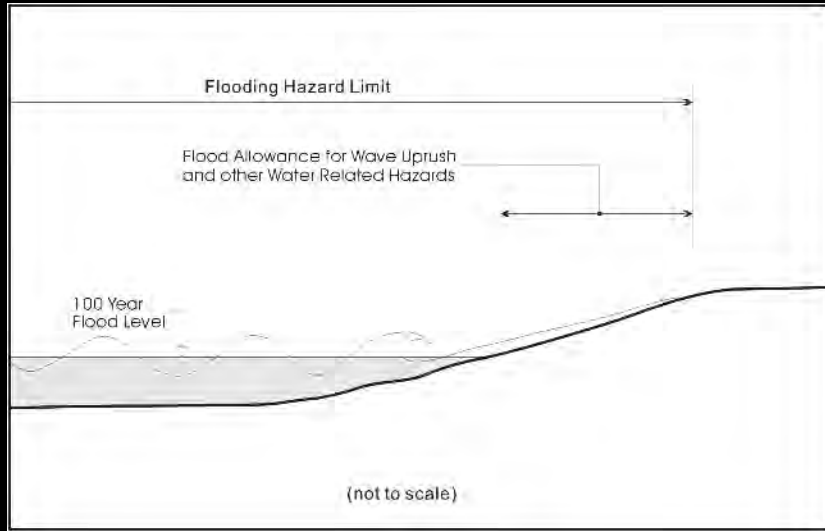 Flooding Hazard Limit
Flood Allowance for Wave Uprush
and other Water Related Hazards
100 Year
Flood Level
(not to scale)